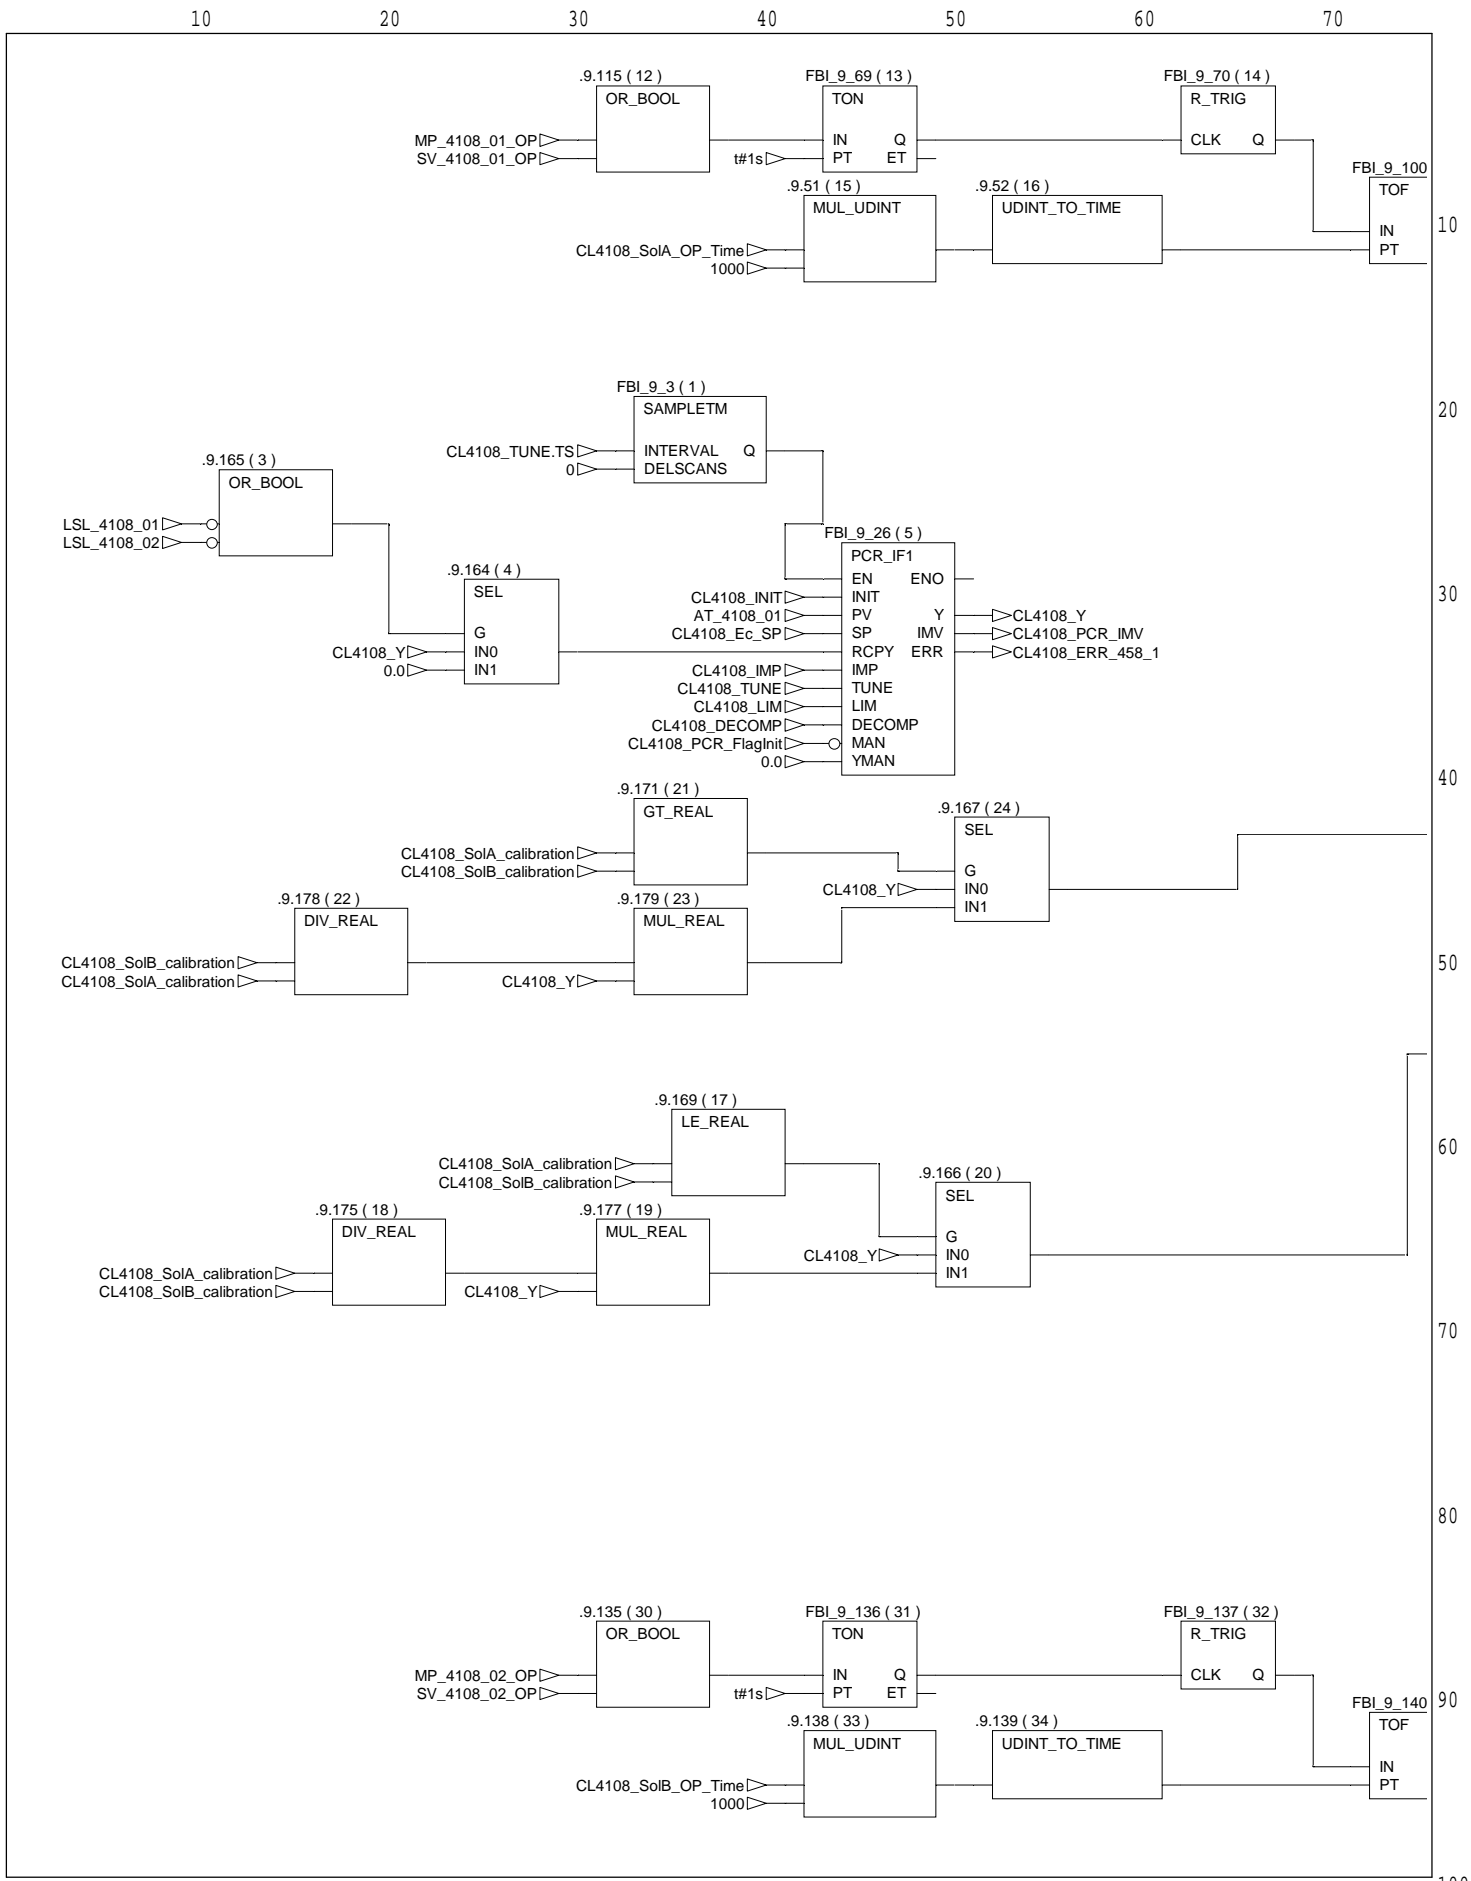 10 20 30 40 50 60 70
.9.115 ( 12 ) FBI_9_69 ( 13 ) FBI_9_70 ( 14 )
OR_BOOL TON R_TRIG
MP_4108_01_OP IN Q CLK Q
SV_4108_01_OP t#1s PT ET
FBI_9_100
.9.51 ( 15 ) .9.52 ( 16 ) TOF
MUL_UDINT UDINT_TO_TIME
10
IN
CL4108_SolA_OP_Time PT
1000
FBI_9_3 ( 1 )
SAMPLETM 20
CL4108_TUNE.TS INTERVAL Q
.9.165 ( 3 ) 0 DELSCANS
OR_BOOL
LSL_4108_01
LSL_4108_02 FBI_9_26 ( 5 )
PCR_IF1
.9.164 ( 4 ) EN ENO
SEL CL4108_INIT INIT 30
AT_4108_01 PV Y CL4108_Y
G CL4108_Ec_SP SP IMV CL4108_PCR_IMV
CL4108_Y IN0 RCPY ERR CL4108_ERR_458_1
0.0 IN1 CL4108_IMP IMP
CL4108_TUNE TUNE
CL4108_LIM LIM
CL4108_DECOMP DECOMP
CL4108_PCR_FlagInit MAN
0.0 YMAN
40
.9.171 ( 21 ) .9.167 ( 24 )
GT_REAL SEL
CL4108_SolA_calibration
CL4108_SolB_calibration G
CL4108_Y IN0
.9.178 ( 22 ) .9.179 ( 23 ) IN1
DIV_REAL MUL_REAL
CL4108_SolB_calibration 50
CL4108_SolA_calibration CL4108_Y
.9.169 ( 17 )
LE_REAL
60
CL4108_SolA_calibration .9.166 ( 20 )
CL4108_SolB_calibration SEL
.9.175 ( 18 ) .9.177 ( 19 )
DIV_REAL MUL_REAL G
CL4108_Y IN0
CL4108_SolA_calibration IN1
CL4108_SolB_calibration CL4108_Y
70
80
.9.135 ( 30 ) FBI_9_136 ( 31 ) FBI_9_137 ( 32 )
OR_BOOL TON R_TRIG
MP_4108_02_OP IN Q CLK Q
SV_4108_02_OP t#1s PT ET
FBI_9_140 90
.9.138 ( 33 ) .9.139 ( 34 ) TOF
MUL_UDINT UDINT_TO_TIME
IN
CL4108_SolB_OP_Time PT
1000